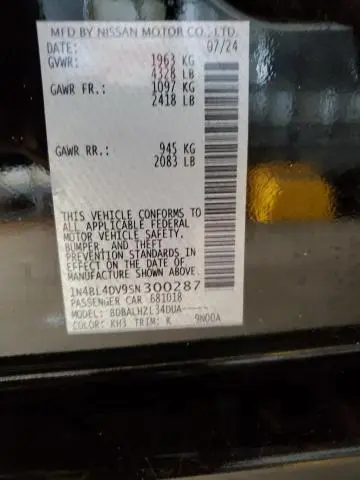 MFD BY NISSAN MOTOR CO., LTD.
DATE: 07/24
GVWR: 1963 KG
4328 LB
GAWR FR.: 1097 KG
2418 LB
GAWR RR.: 945 KG
2083 LB
THIS VEHICLE CONFORMS TO
ALL APPLICABLE FEDERAL
MOTOR VEHICLE SAFETY,
BUMPER, AND THEFT
PREVENTION STANDARDS IN
EFFECT ON THE DATE OF
MANUFACTURE SHOWN ABOVE.
1N4BL4DV9SN300287
PASSENGER CAR 681018
MODEL: BDBALHZL34DUA-----
COLOR: KH3 TRIM: K 9N00A